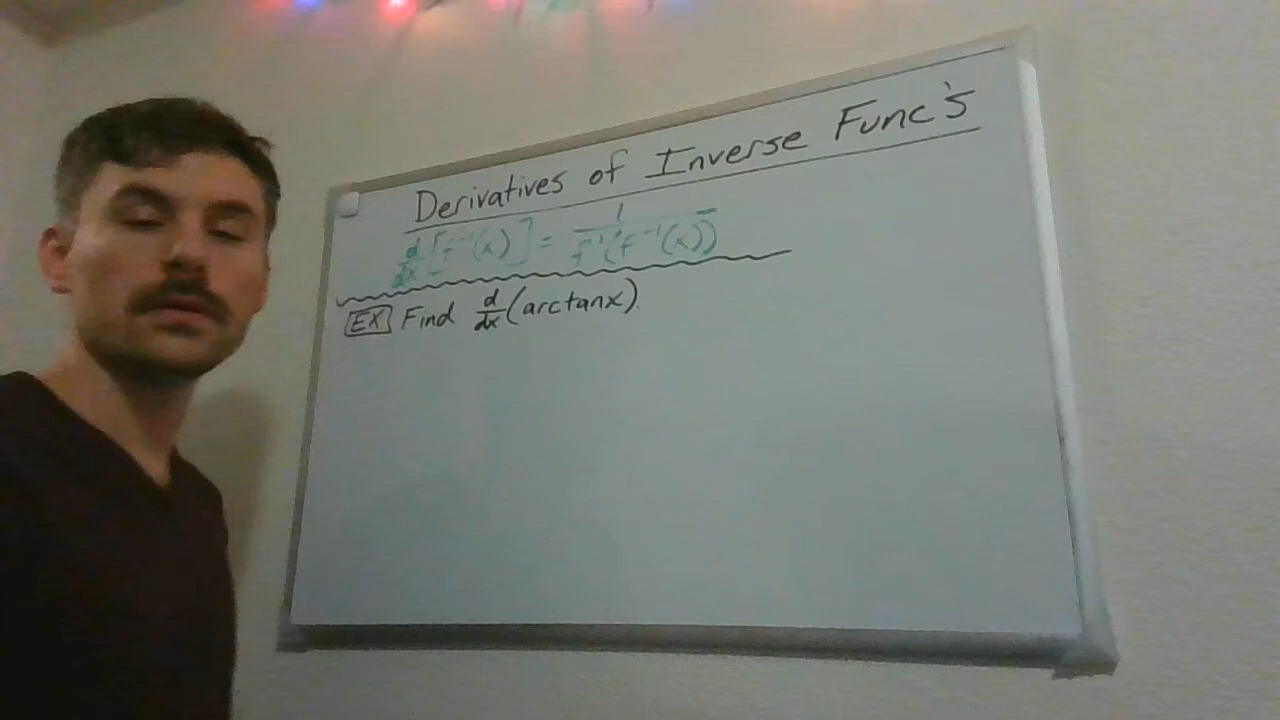 Derivatives of Inverse Func's
d/dx [f⁻¹(x)] = 1/f'(f⁻¹(x))
EX Find d/dx (arctanx).